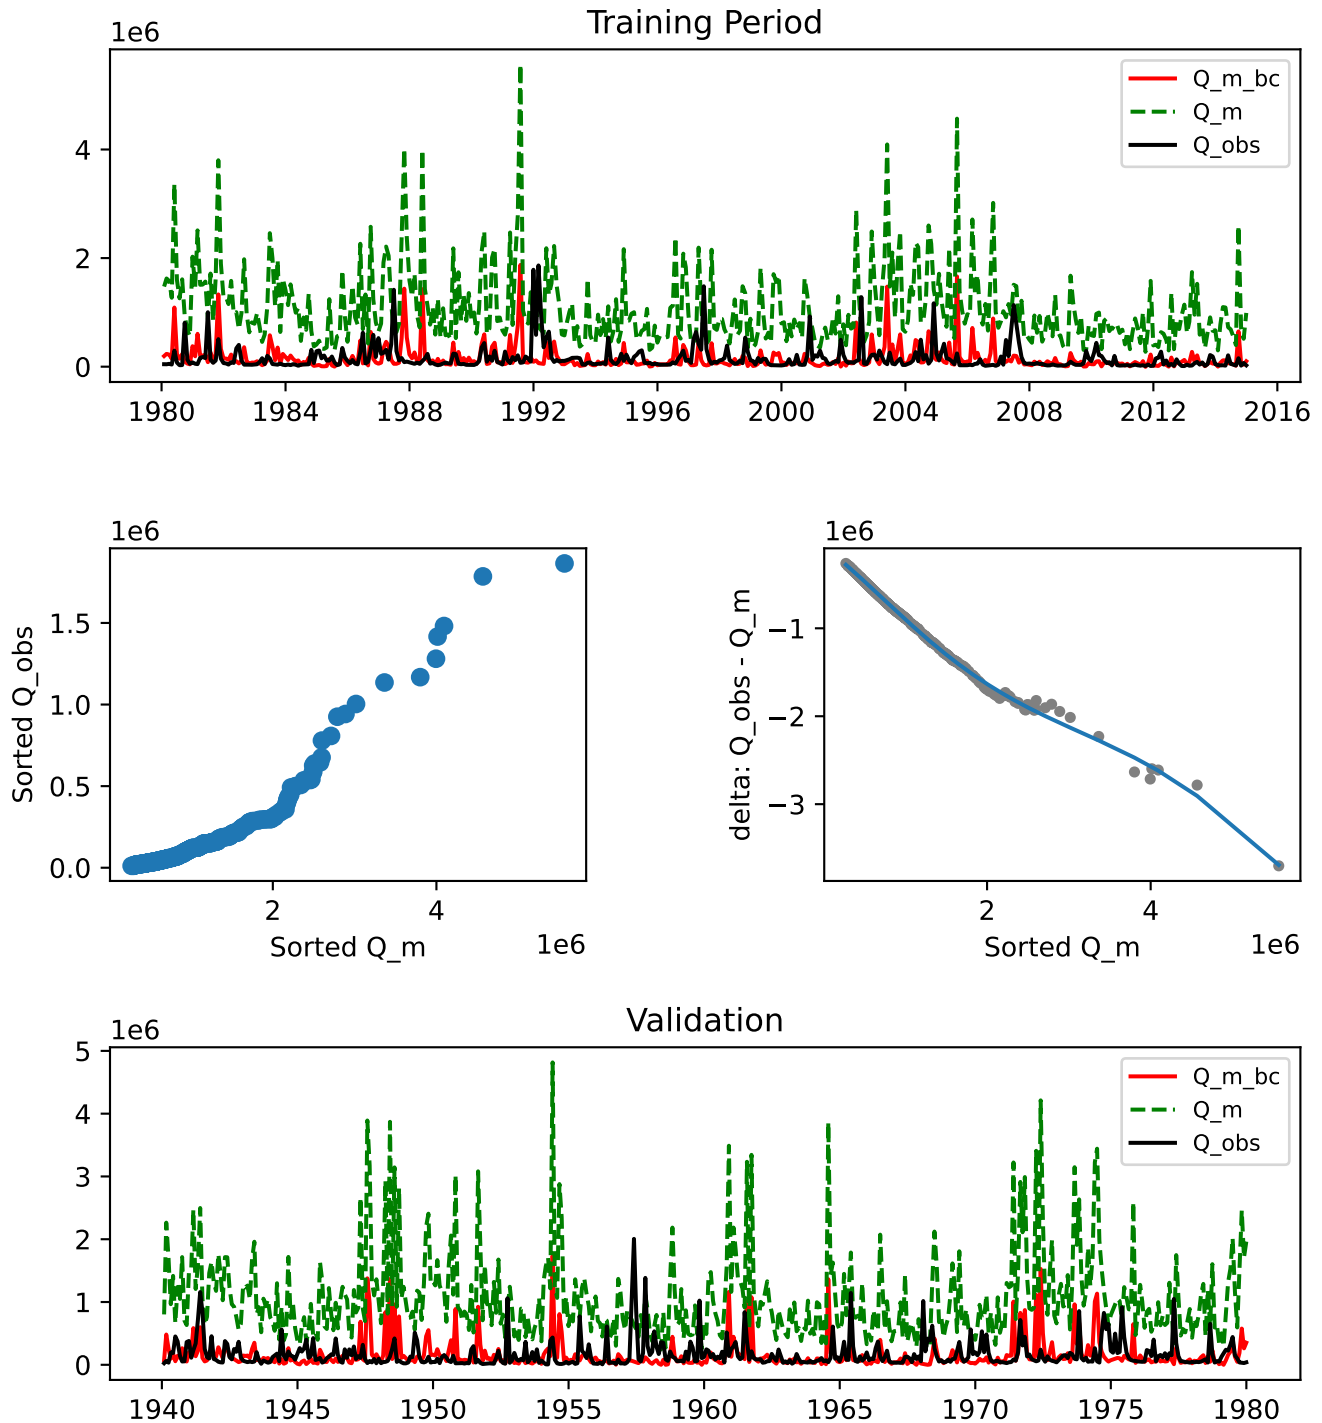 Training Period
1e6
Q_m_bc
Q_m
Q_obs
4
2
0
1980 1984 1988 1992 1996 2000 2004 2008 2012 2016
1e6
1e6
Sorted Q_obs
1.5
1.0
0.5
0.0
2 4
Sorted Q_m
1e6
delta: Q_obs - Q_m
−1
−2
−3
2 4
Sorted Q_m
1e6
Validation
1e6
Q_m_bc
Q_m
Q_obs
5
4
3
2
1
0
1940 1945 1950 1955 1960 1965 1970 1975 1980